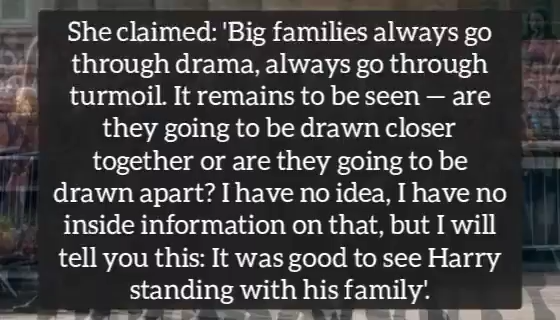 She claimed: 'Big families always go
through drama, always go through
turmoil. It remains to be seen — are
they going to be drawn closer
together or are they going to be
drawn apart? I have no idea, I have no
inside information on that, but I will
tell you this: It was good to see Harry
standing with his family'.